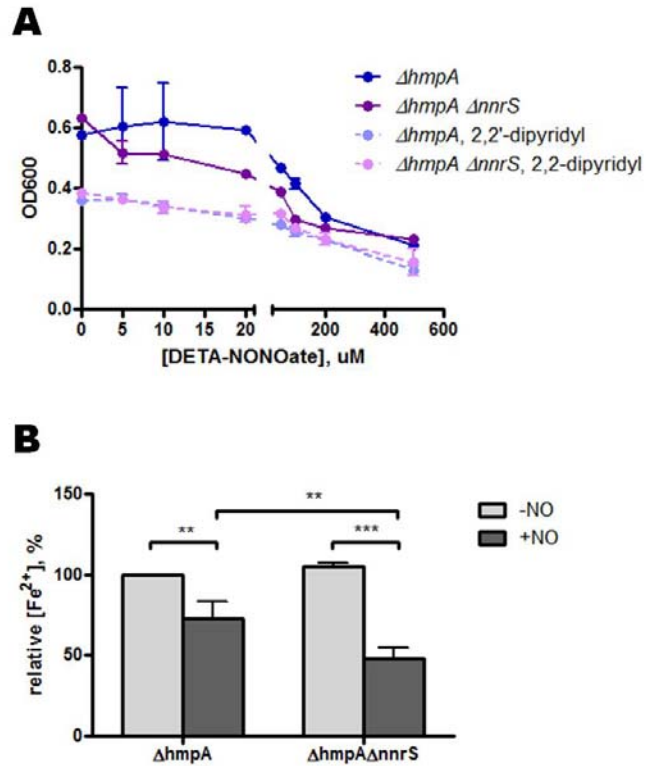 A
0.8
0.6
0.4
0.2
0.0
OD600
0 5 10 15 20 200 400 600
[DETA-NONOate], uM
ΔhmpA
ΔhmpA ΔnnrS
ΔhmpA, 2,2'-dipyridyl
ΔhmpA ΔnnrS, 2,2-dipyridyl
B
150
100
50
0
relative [Fe2+], %
**
**
***
-NO
+NO
ΔhmpA ΔhmpAΔnnrS